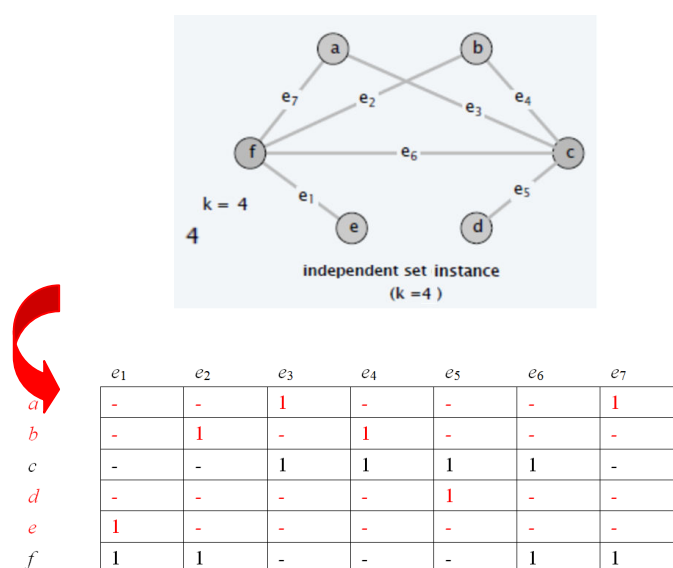 a b
e₇ e₂ e₃ e₄
f e₆ c
k = 4 e₁ e₅
4 e d
independent set instance
(k =4 )
e₁ e₂ e₃ e₄ e₅ e₆ e₇
a - - 1 - - - 1
b - 1 - 1 - - -
c - - 1 1 1 1 -
d - - - - 1 - -
e 1 - - - - - -
f 1 1 - - - 1 1